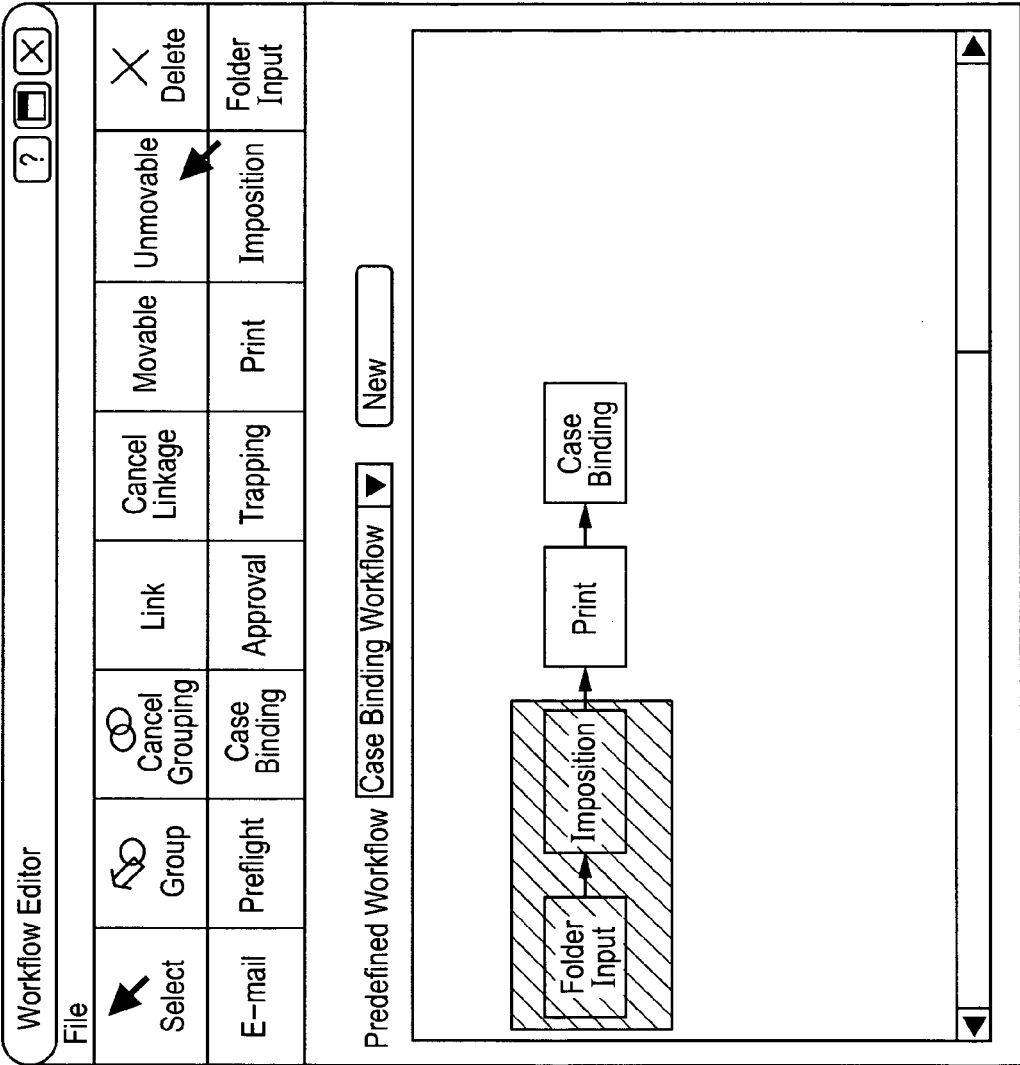 Workflow Editor
?
X
File
Select
Group
Cancel
Grouping
Link
Cancel
Linkage
Movable
Unmovable
Delete
E-mail
Preflight
Case
Binding
Approval
Trapping
Print
Imposition
Folder
Input
Predefined Workflow
Case Binding Workflow
New
Folder
Input
Imposition
Print
Case
Binding